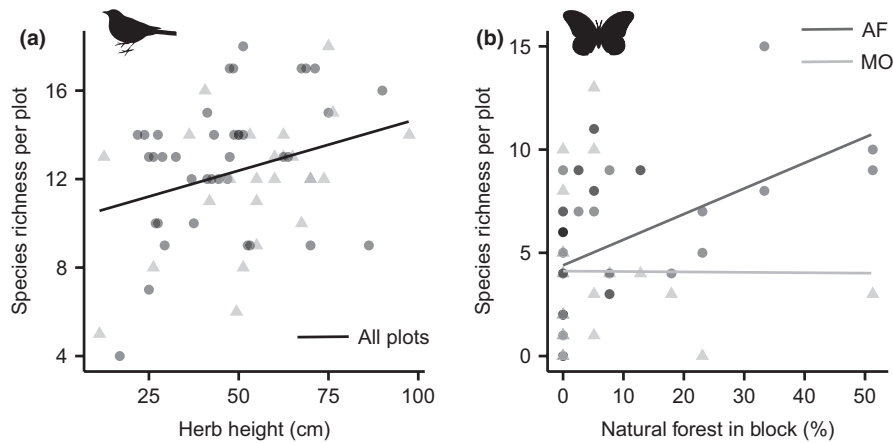 (a)
Species richness per plot
16
12
8
4
All plots
25
50
75
100
Herb height (cm)
(b)
AF
MO
Species richness per plot
15
10
5
0
0
10
20
30
40
50
Natural forest in block (%)